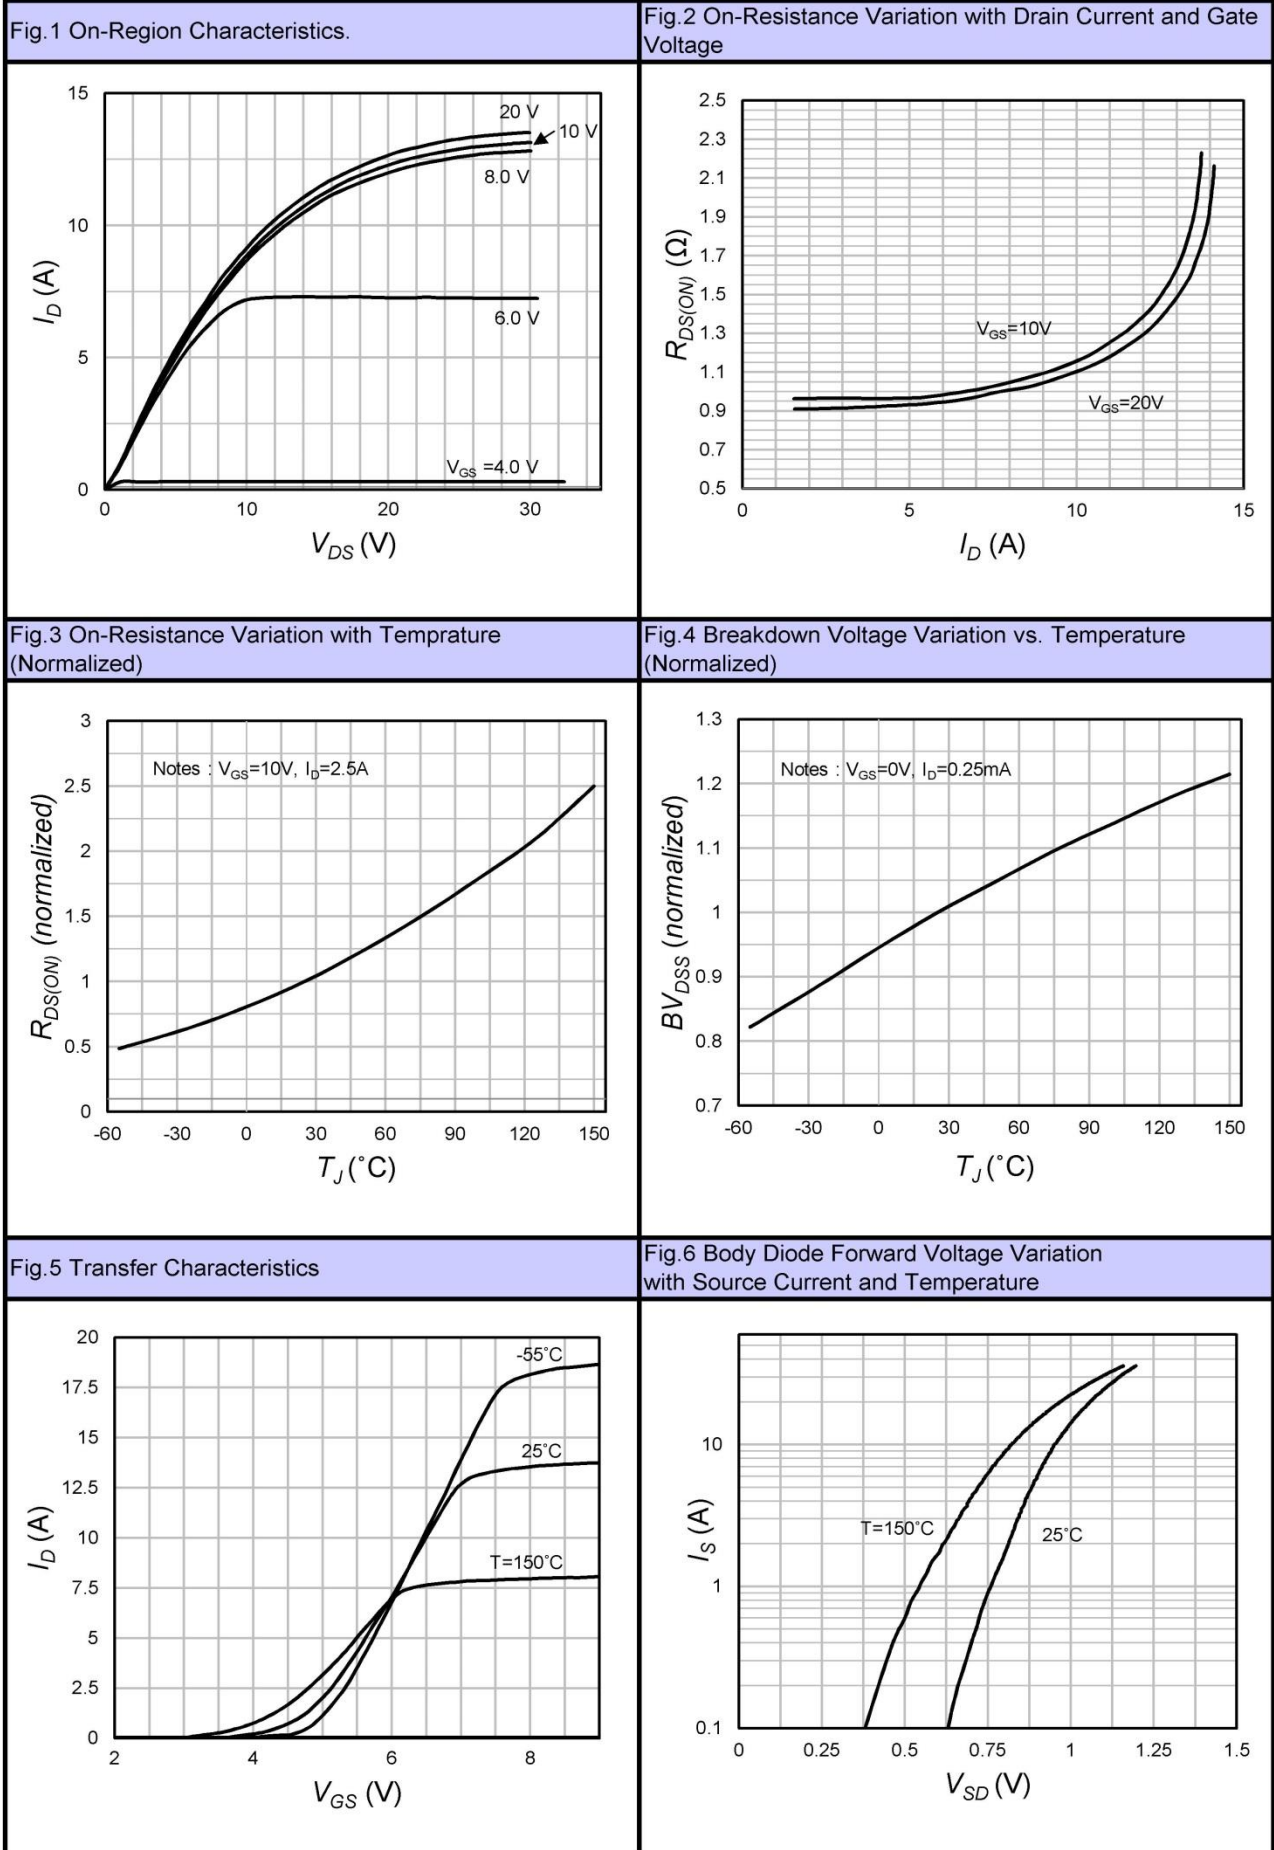 Fig.1 On-Region Characteristics.
15
10
5
0
0
10
20
30
I_D (A)
V_DS (V)
20 V
10 V
8.0 V
6.0 V
V_GS =4.0 V
Fig.2 On-Resistance Variation with Drain Current and Gate
Voltage
2.5
2.3
2.1
1.9
1.7
1.5
1.3
1.1
0.9
0.7
0.5
0
5
10
15
R_DS(ON) (Ω)
I_D (A)
V_GS=10V
V_GS=20V
Fig.3 On-Resistance Variation with Temprature
(Normalized)
3
2.5
2
1.5
1
0.5
0
-60
-30
0
30
60
90
120
150
R_DS(ON) (normalized)
T_J (˚C)
Notes : V_GS=10V, I_D=2.5A
Fig.4 Breakdown Voltage Variation vs. Temperature
(Normalized)
1.3
1.2
1.1
1
0.9
0.8
0.7
-60
-30
0
30
60
90
120
150
BV_DSS (normalized)
T_J (˚C)
Notes : V_GS=0V, I_D=0.25mA
Fig.5 Transfer Characteristics
20
17.5
15
12.5
10
7.5
5
2.5
0
2
4
6
8
I_D (A)
V_GS (V)
-55˚C
25˚C
T=150˚C
Fig.6 Body Diode Forward Voltage Variation
with Source Current and Temperature
10
1
0.1
0
0.25
0.5
0.75
1
1.25
1.5
I_S (A)
V_SD (V)
T=150˚C
25˚C